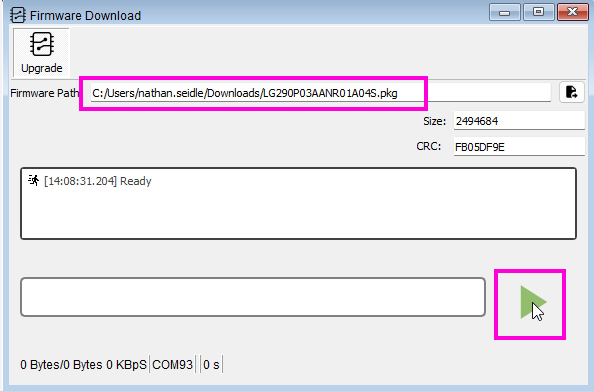 Firmware Download
Upgrade
Firmware Path C:/Users/nathan.seidle/Downloads/LG290P03AANR01A04S.pkg
Size: 2494684
CRC: FB05DF9E
[14:08:31.204] Ready
0 Bytes/0 Bytes 0 KBpS COM93 0 s